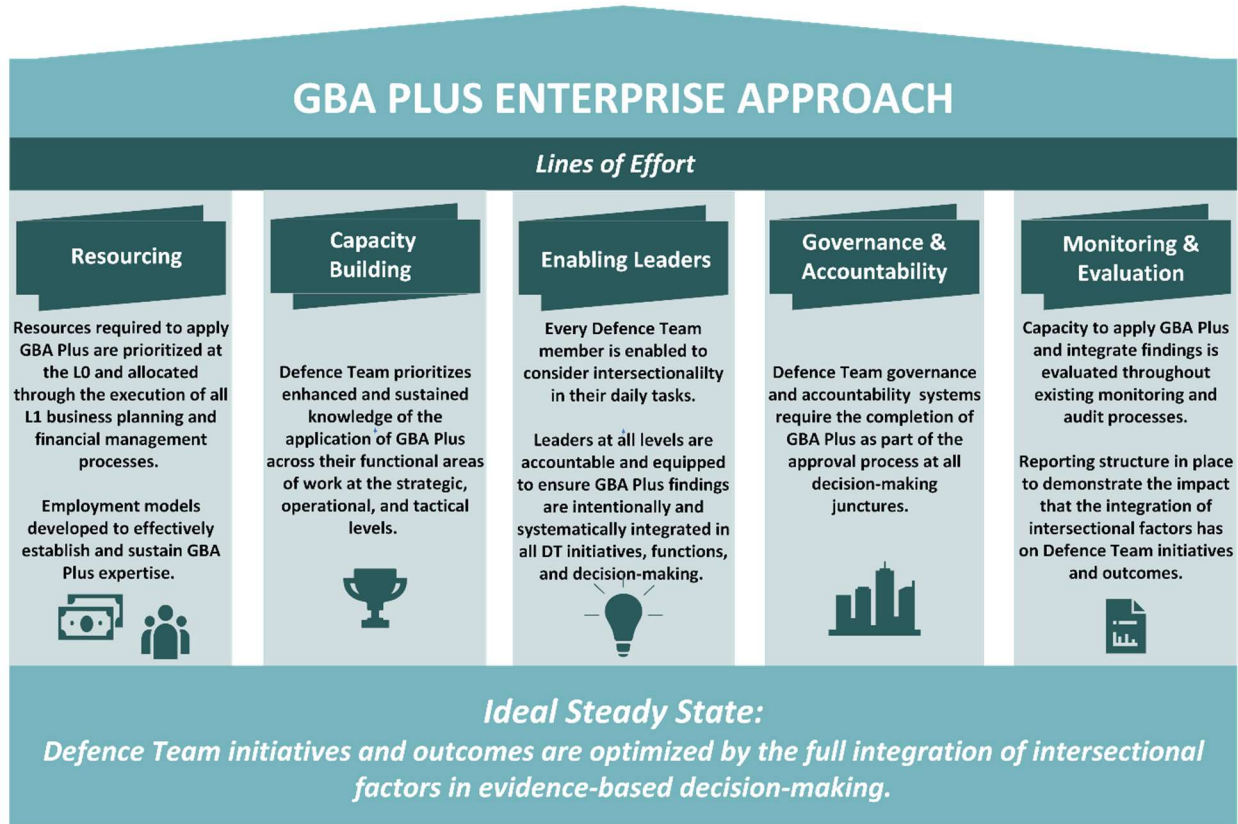 GBA PLUS ENTERPRISE APPROACH
Lines of Effort
Resourcing
Resources required to apply
GBA Plus are prioritized at
the L0 and allocated
through the execution of all
L1 business planning and
financial management
processes.
Employment models
developed to effectively
establish and sustain GBA
Plus expertise.
Capacity
Building
Defence Team prioritizes
enhanced and sustained
knowledge of the
application of GBA Plus
across their functional areas
of work at the strategic,
operational, and tactical
levels.
Enabling Leaders
Every Defence Team
member is enabled to
consider intersectionalilty
in their daily tasks.
Leaders at all levels are
accountable and equipped
to ensure GBA Plus findings
are intentionally and
systematically integrated in
all DT initiatives, functions,
and decision-making.
Governance &
Accountability
Defence Team governance
and accountability systems
require the completion of
GBA Plus as part of the
approval process at all
decision-making
junctures.
Monitoring &
Evaluation
Capacity to apply GBA Plus
and integrate findings is
evaluated throughout
existing monitoring and
audit processes.
Reporting structure in place
to demonstrate the impact
that the integration of
intersectional factors has
on Defence Team initiatives
and outcomes.
Ideal Steady State:
Defence Team initiatives and outcomes are optimized by the full integration of intersectional
factors in evidence-based decision-making.